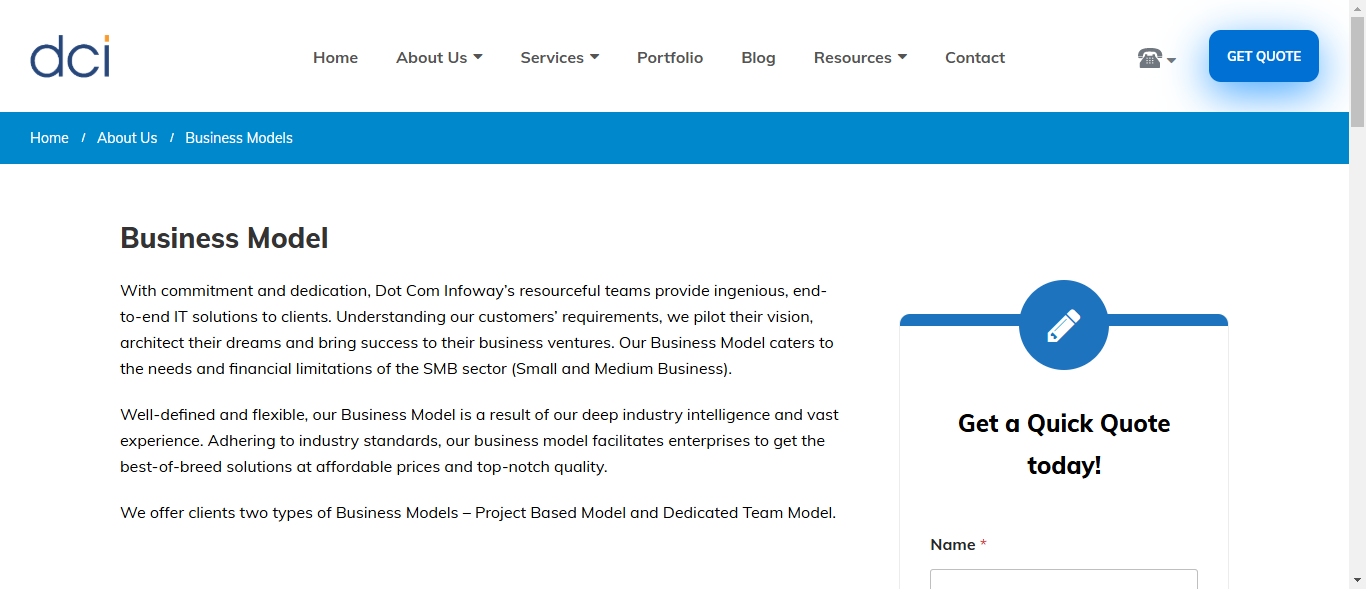 dci
Home
About Us
Services
Portfolio
Blog
Resources
Contact
GET QUOTE
Home / About Us / Business Models
Business Model
With commitment and dedication, Dot Com Infoway’s resourceful teams provide ingenious, end-
to-end IT solutions to clients. Understanding our customers’ requirements, we pilot their vision,
architect their dreams and bring success to their business ventures. Our Business Model caters to
the needs and financial limitations of the SMB sector (Small and Medium Business).
Well-defined and flexible, our Business Model is a result of our deep industry intelligence and vast
experience. Adhering to industry standards, our business model facilitates enterprises to get the
best-of-breed solutions at affordable prices and top-notch quality.
We offer clients two types of Business Models – Project Based Model and Dedicated Team Model.
Get a Quick Quote
today!
Name *